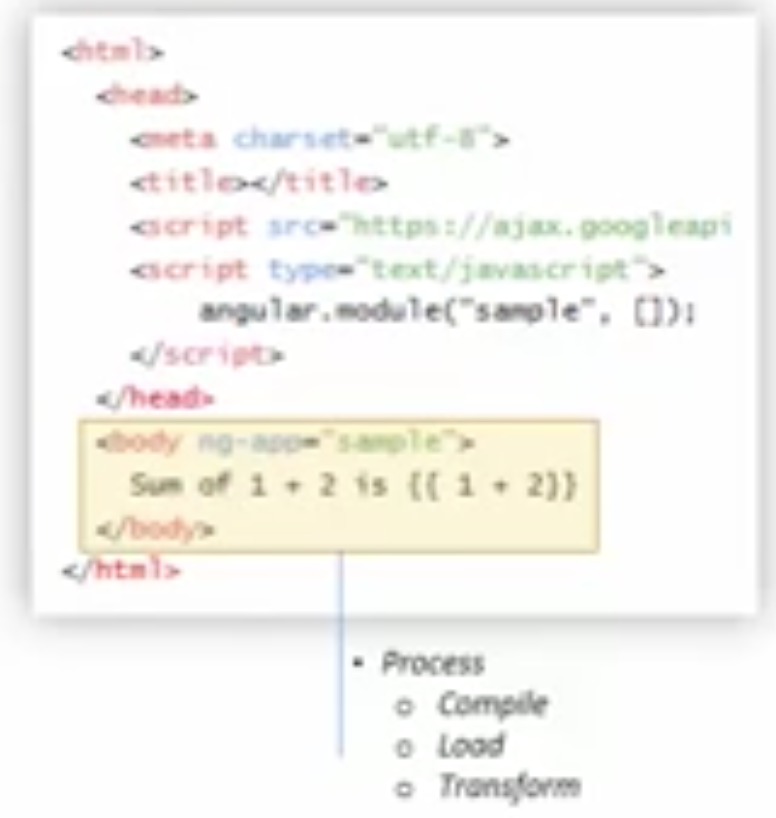 <html>
<head>
<meta charset="utf-8">
<title></title>
<script src="https://ajax.googleapi
<script type="text/javascript">
angular.module("sample", []);
</script>
</head>
<body ng-app="sample">
Sum of 1 + 2 is {{ 1 + 2}}
</body>
</html>
• Process
o Compile
o Load
o Transform